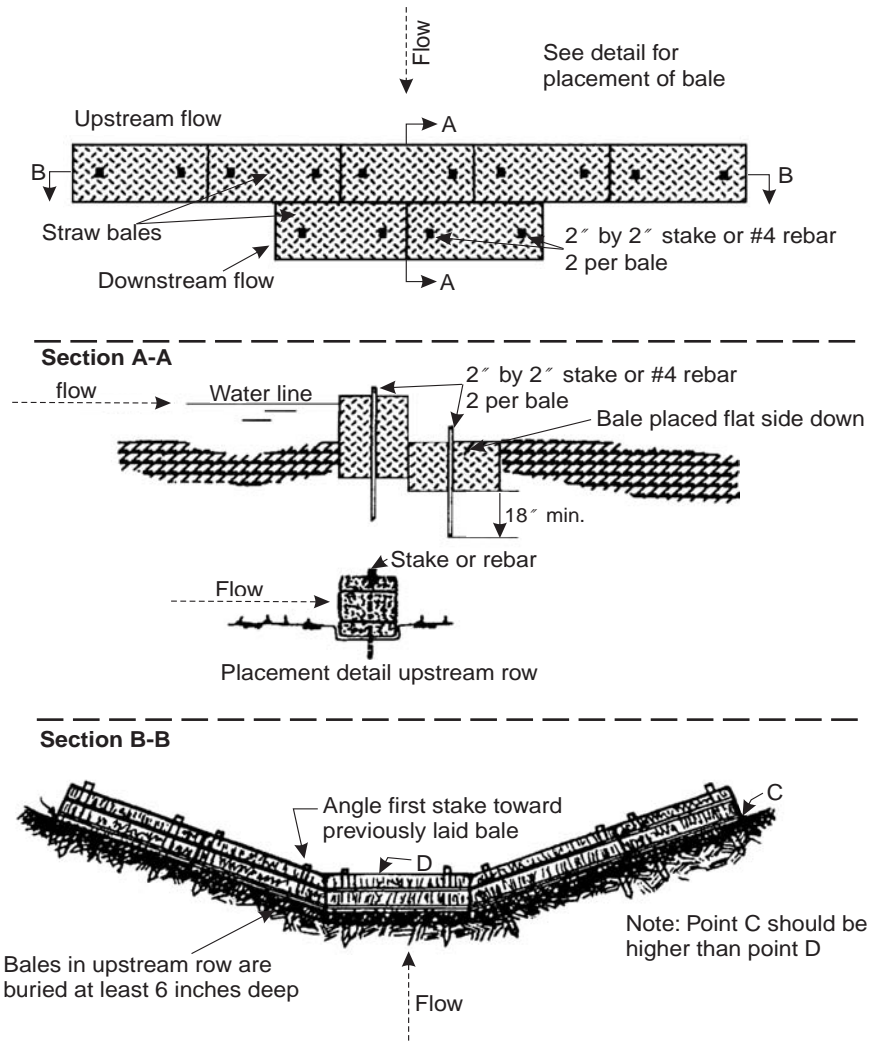 Flow
See detail for
placement of bale
Upstream flow
A
B
B
Straw bales
2″ by 2″ stake or #4 rebar
2 per bale
Downstream flow
A
Section A-A
flow
Water line
2″ by 2″ stake or #4 rebar
2 per bale
Bale placed flat side down
18″ min.
Stake or rebar
Flow
Placement detail upstream row
Section B-B
Angle first stake toward
previously laid bale
C
D
Note: Point C should be
higher than point D
Bales in upstream row are
buried at least 6 inches deep
Flow